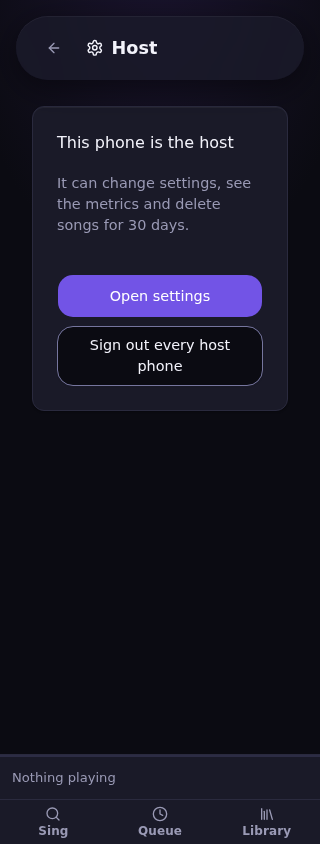 Host
This phone is the host
It can change settings, see
the metrics and delete
songs for 30 days.
Open settings
Sign out every host
phone
Nothing playing
Sing
Queue
Library